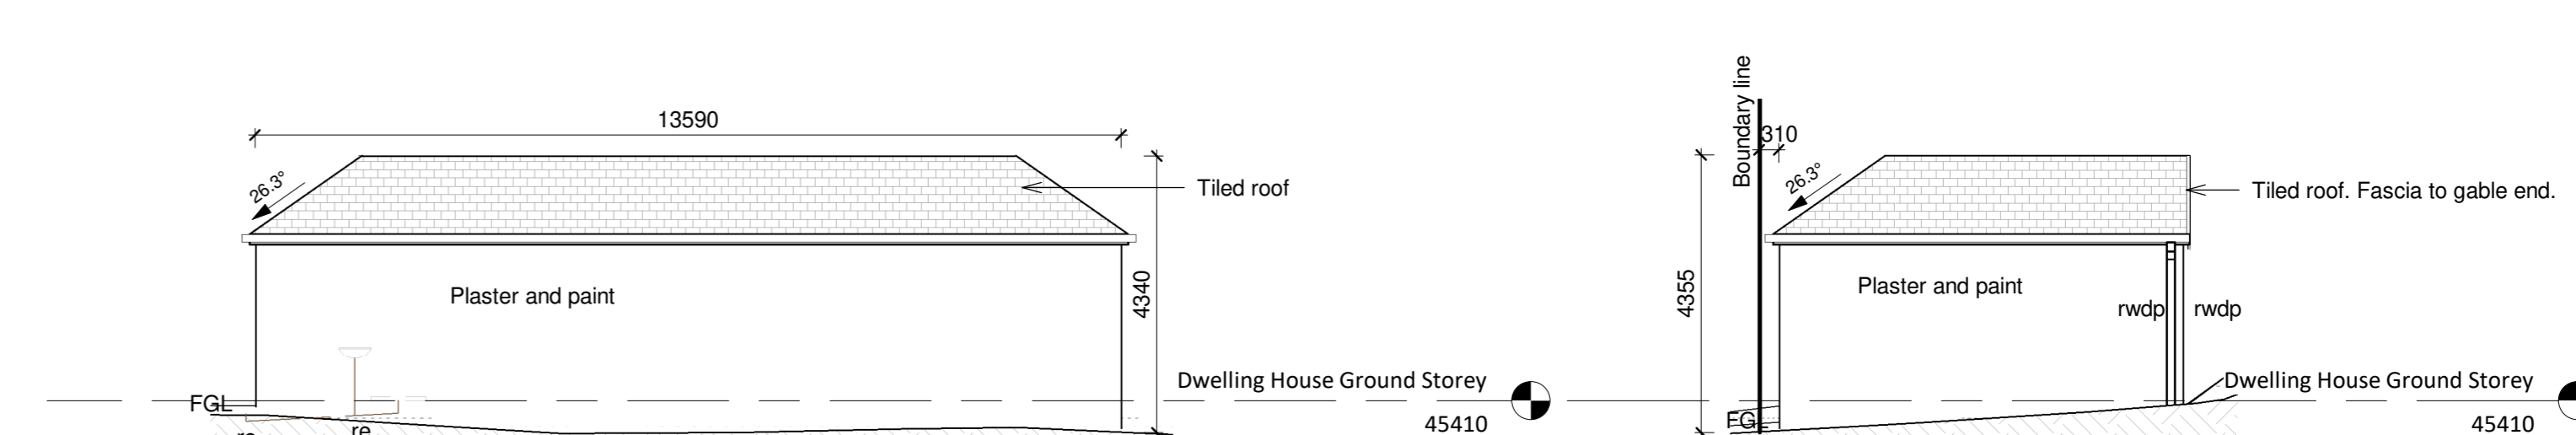 13590
26.3°
Tiled roof
4340
Plaster and paint
FGL
re
Dwelling House Ground Storey
45410
Boundary line
310
26.3°
Tiled roof. Fascia to gable end.
4355
Plaster and paint
rwdp
rwdp
FGL
Dwelling House Ground Storey
45410